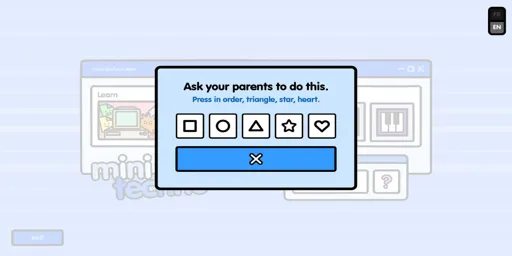 EN
Learn
Ask your parents to do this.
Press in order, triangle, star, heart.
mini
techno
?